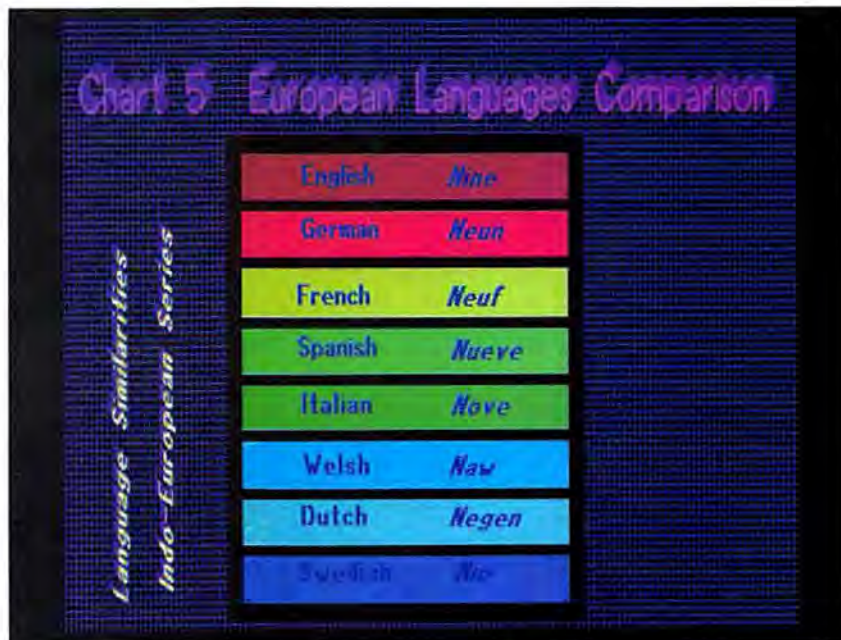 Chart 5 European Languages Comparison
Language Similarities
Indo-European Series
English Nine
German Neun
French Neuf
Spanish Nueve
Italian Nove
Welsh Naw
Dutch Negen
Swedish Nio